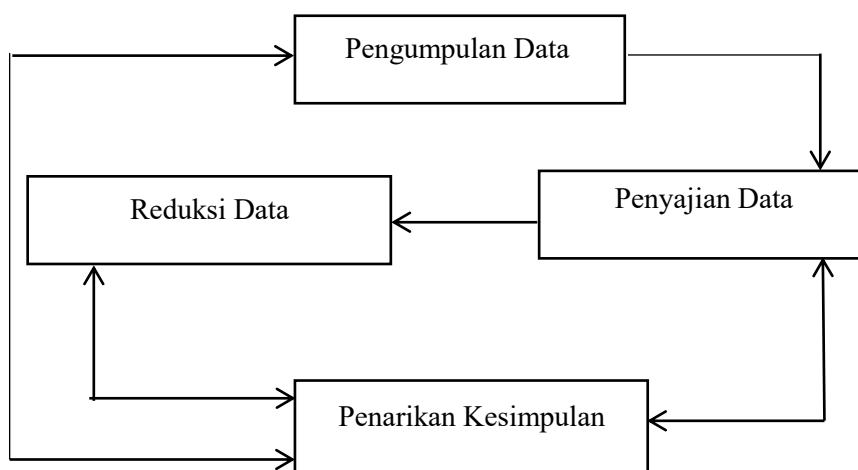 Pengumpulan Data
Penyajian Data
Reduksi Data
Penarikan Kesimpulan